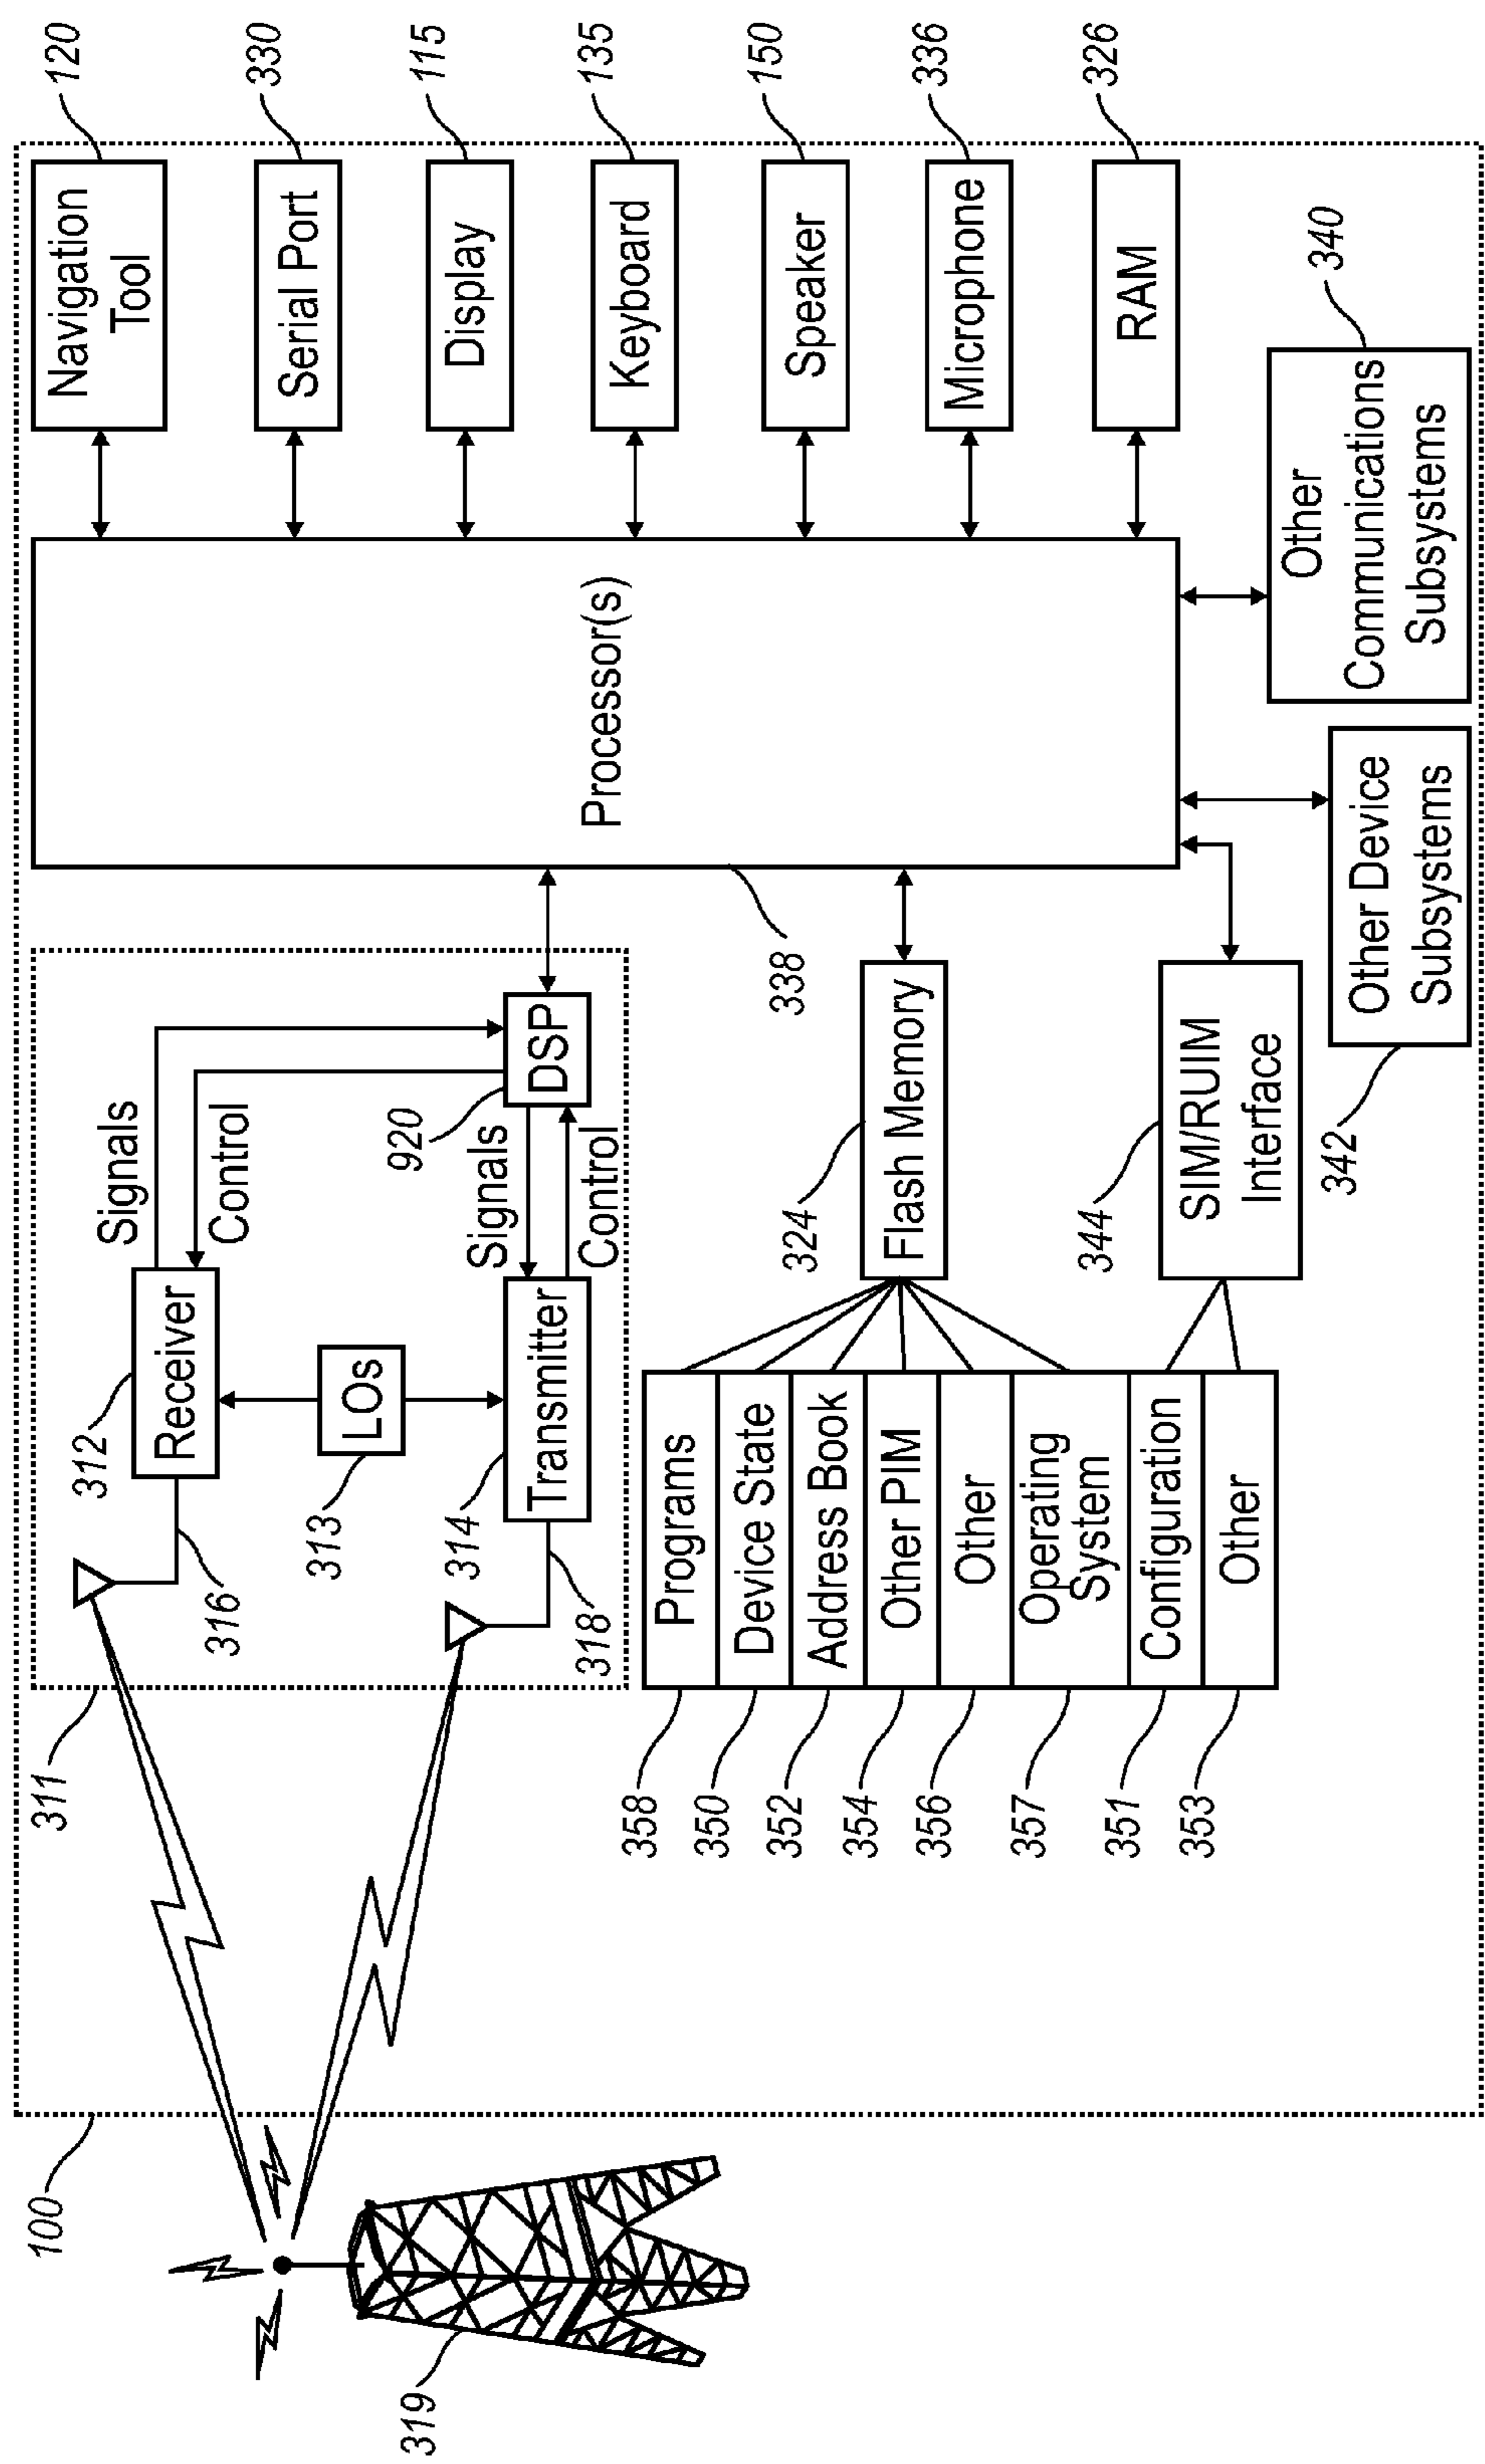 120
330
115
135
150
336
326
Navigation
Tool
Serial Port
Display
Keyboard
Speaker
Microphone
RAM
340
Other
Communications
Subsystems
Processor(s)
338
Other Device
Subsystems
342
Signals
Control
920
DSP
Signals
Control
324
Flash Memory
344
SIM/RUIM
Interface
312
Receiver
313
LOs
314
Transmitter
316
318
311
Programs
Device State
Address Book
Other PIM
Other
Operating
System
Configuration
Other
358
350
352
354
356
357
351
353
100
319